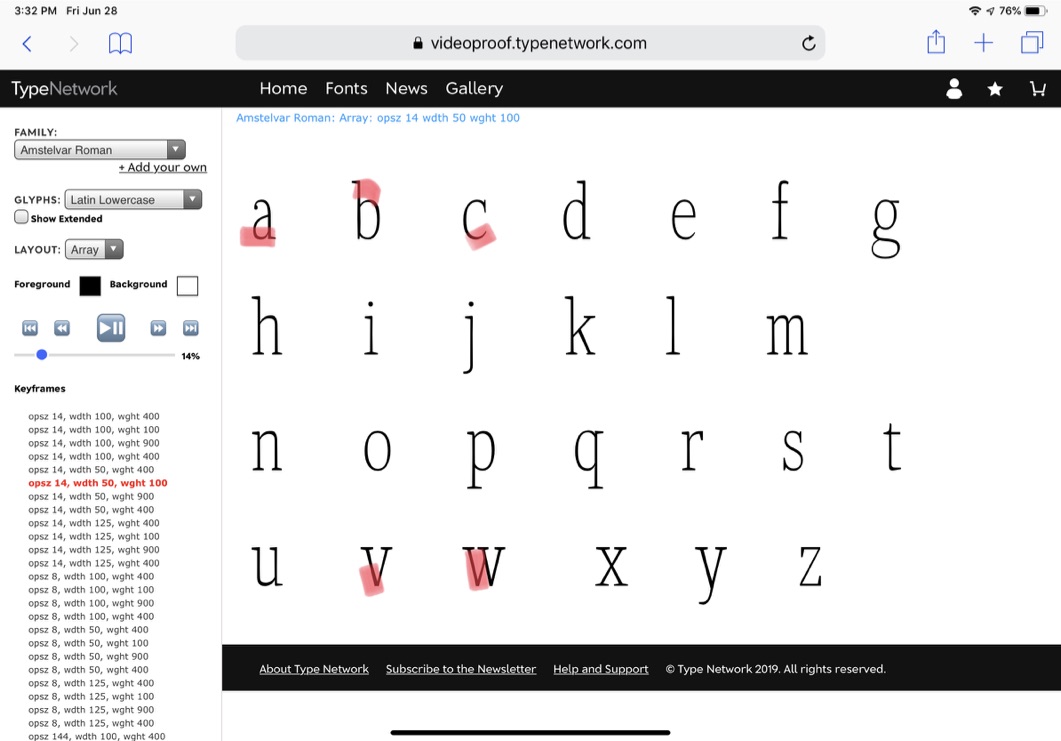 3:32 PM Fri Jun 28 76%
videoproof.typenetwork.com
TypeNetwork Home Fonts News Gallery
Amstelvar Roman: Array: opsz 14 wdth 50 wght 100
FAMILY:
Amstelvar Roman
+ Add your own
GLYPHS: Latin Lowercase
Show Extended
LAYOUT: Array
Foreground Background
14%
Keyframes
opsz 14, wdth 100, wght 400
opsz 14, wdth 100, wght 100
opsz 14, wdth 100, wght 900
opsz 14, wdth 100, wght 400
opsz 14, wdth 50, wght 400
opsz 14, wdth 50, wght 100
opsz 14, wdth 50, wght 900
opsz 14, wdth 50, wght 400
opsz 14, wdth 125, wght 400
opsz 14, wdth 125, wght 100
opsz 14, wdth 125, wght 900
opsz 14, wdth 125, wght 400
opsz 8, wdth 100, wght 400
opsz 8, wdth 100, wght 100
opsz 8, wdth 100, wght 900
opsz 8, wdth 100, wght 400
opsz 8, wdth 50, wght 400
opsz 8, wdth 50, wght 100
opsz 8, wdth 50, wght 900
opsz 8, wdth 50, wght 400
opsz 8, wdth 125, wght 400
opsz 8, wdth 125, wght 100
opsz 8, wdth 125, wght 900
opsz 8, wdth 125, wght 400
opsz 144, wdth 100, wght 400
a b c d e f g
h i j k l m
n o p q r s t
u v w x y z
About Type Network Subscribe to the Newsletter Help and Support © Type Network 2019. All rights reserved.